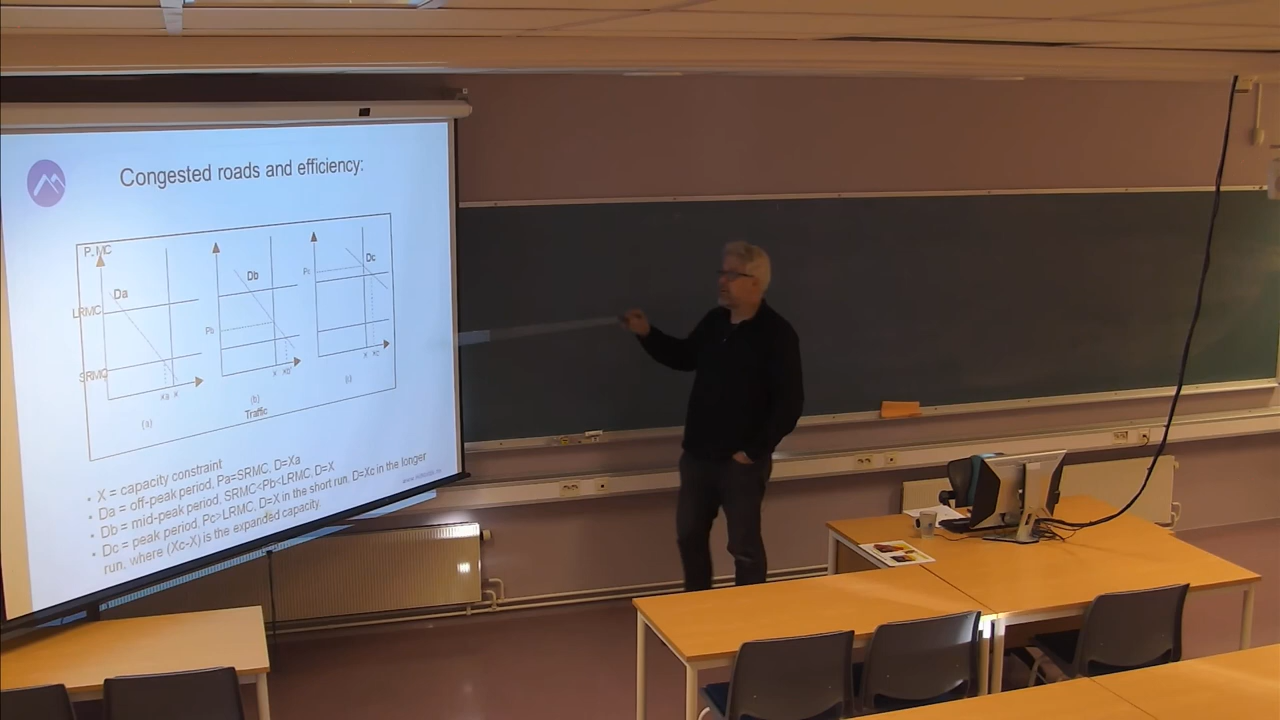 Congested roads and efficiency:
P, MC
Da
Db
Dc
LRMC
Pb
SRMC
Xa X
X Xb'
X Xc
(a)
(b)
(c)
Traffic
• X = capacity constraint
• Da = off-peak period, Pa=SRMC, D=Xa
• Db = mid-peak period, SRMC<Pb<LRMC, D=X
• Dc = peak period, Pc>LRMC, D=X in the short run, D=Xc in the longer
run, where (Xc-X) is the expanded capacity